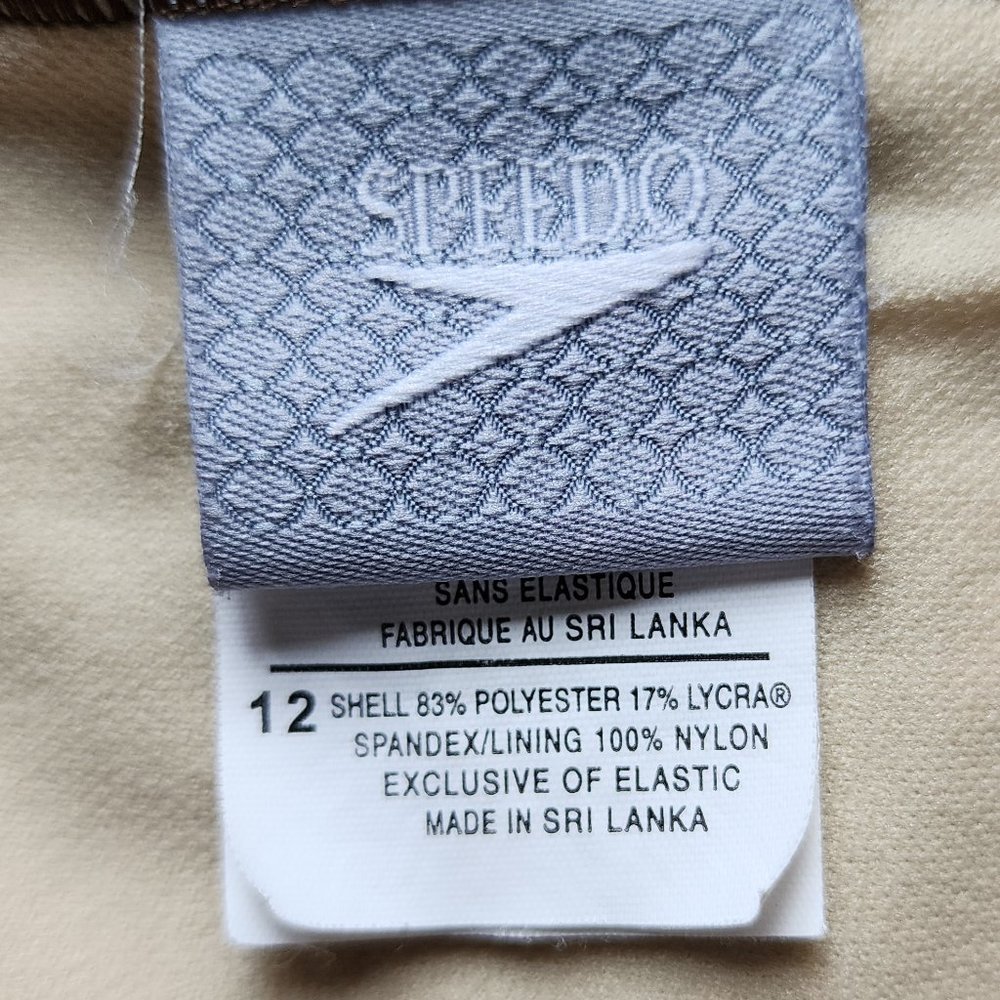 SPEEDO
SANS ELASTIQUE
FABRIQUE AU SRI LANKA
12 SHELL 83% POLYESTER 17% LYCRA®
SPANDEX/LINING 100% NYLON
EXCLUSIVE OF ELASTIC
MADE IN SRI LANKA